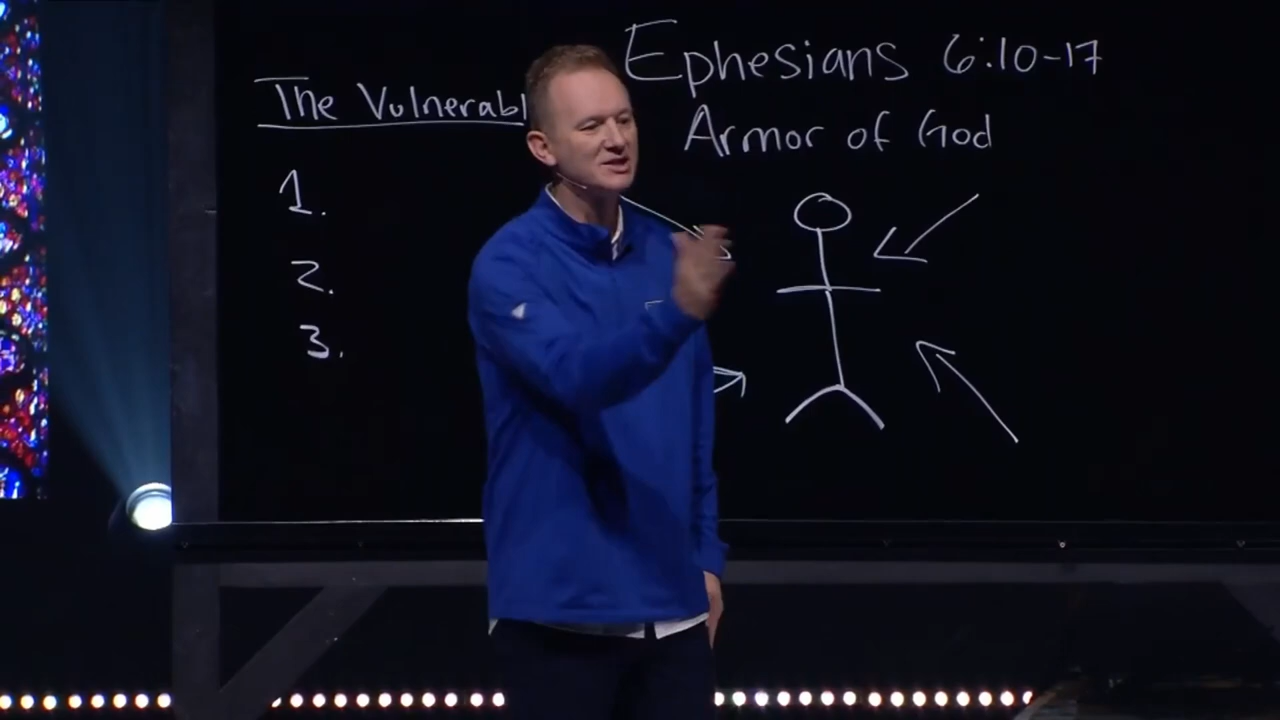 The Vulnerabl
1.
2.
3.
Ephesians 6:10-17
Armor of God